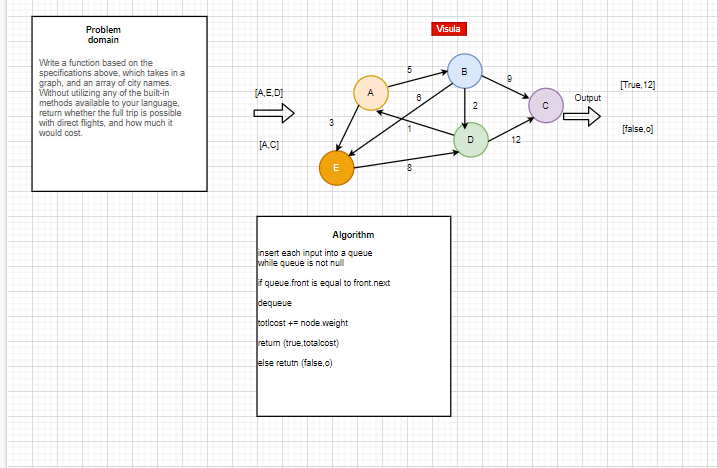 Problem
domain
Write a function based on the
specifications above, which takes in a
graph, and an array of city names.
Without utilizing any of the built-in
methods available to your language,
return whether the full trip is possible
with direct flights, and how much it
would cost.
Visula
[A,E,D]
[A,C]
A
B
C
D
E
5
9
6
2
3
1
12
8
Output
[True,12]
[false,o]
Algorithm
insert each input into a queue
while queue is not null
if queue.front is equal to front.next
dequeue
totlcost += node.weight
return (true,totalcost)
else retutn (false,o)